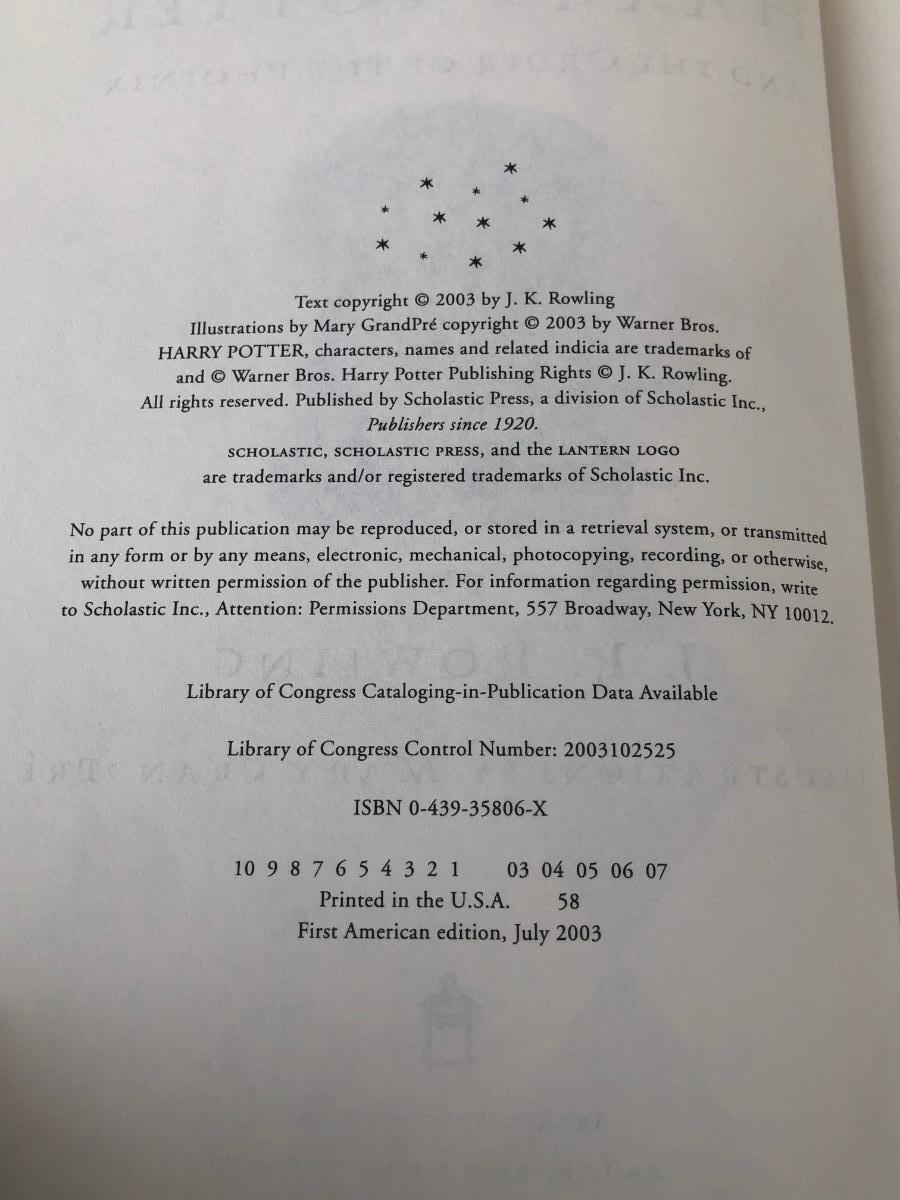 Text copyright © 2003 by J. K. Rowling
Illustrations by Mary GrandPré copyright © 2003 by Warner Bros.
HARRY POTTER, characters, names and related indicia are trademarks of
and © Warner Bros. Harry Potter Publishing Rights © J. K. Rowling.
All rights reserved. Published by Scholastic Press, a division of Scholastic Inc.,
Publishers since 1920.
SCHOLASTIC, SCHOLASTIC PRESS, and the LANTERN LOGO
are trademarks and/or registered trademarks of Scholastic Inc.
No part of this publication may be reproduced, or stored in a retrieval system, or transmitted
in any form or by any means, electronic, mechanical, photocopying, recording, or otherwise,
without written permission of the publisher. For information regarding permission, write
to Scholastic Inc., Attention: Permissions Department, 557 Broadway, New York, NY 10012.
Library of Congress Cataloging-in-Publication Data Available
Library of Congress Control Number: 2003102525
ISBN 0-439-35806-X
10 9 8 7 6 5 4 3 2 1 03 04 05 06 07
Printed in the U.S.A. 58
First American edition, July 2003